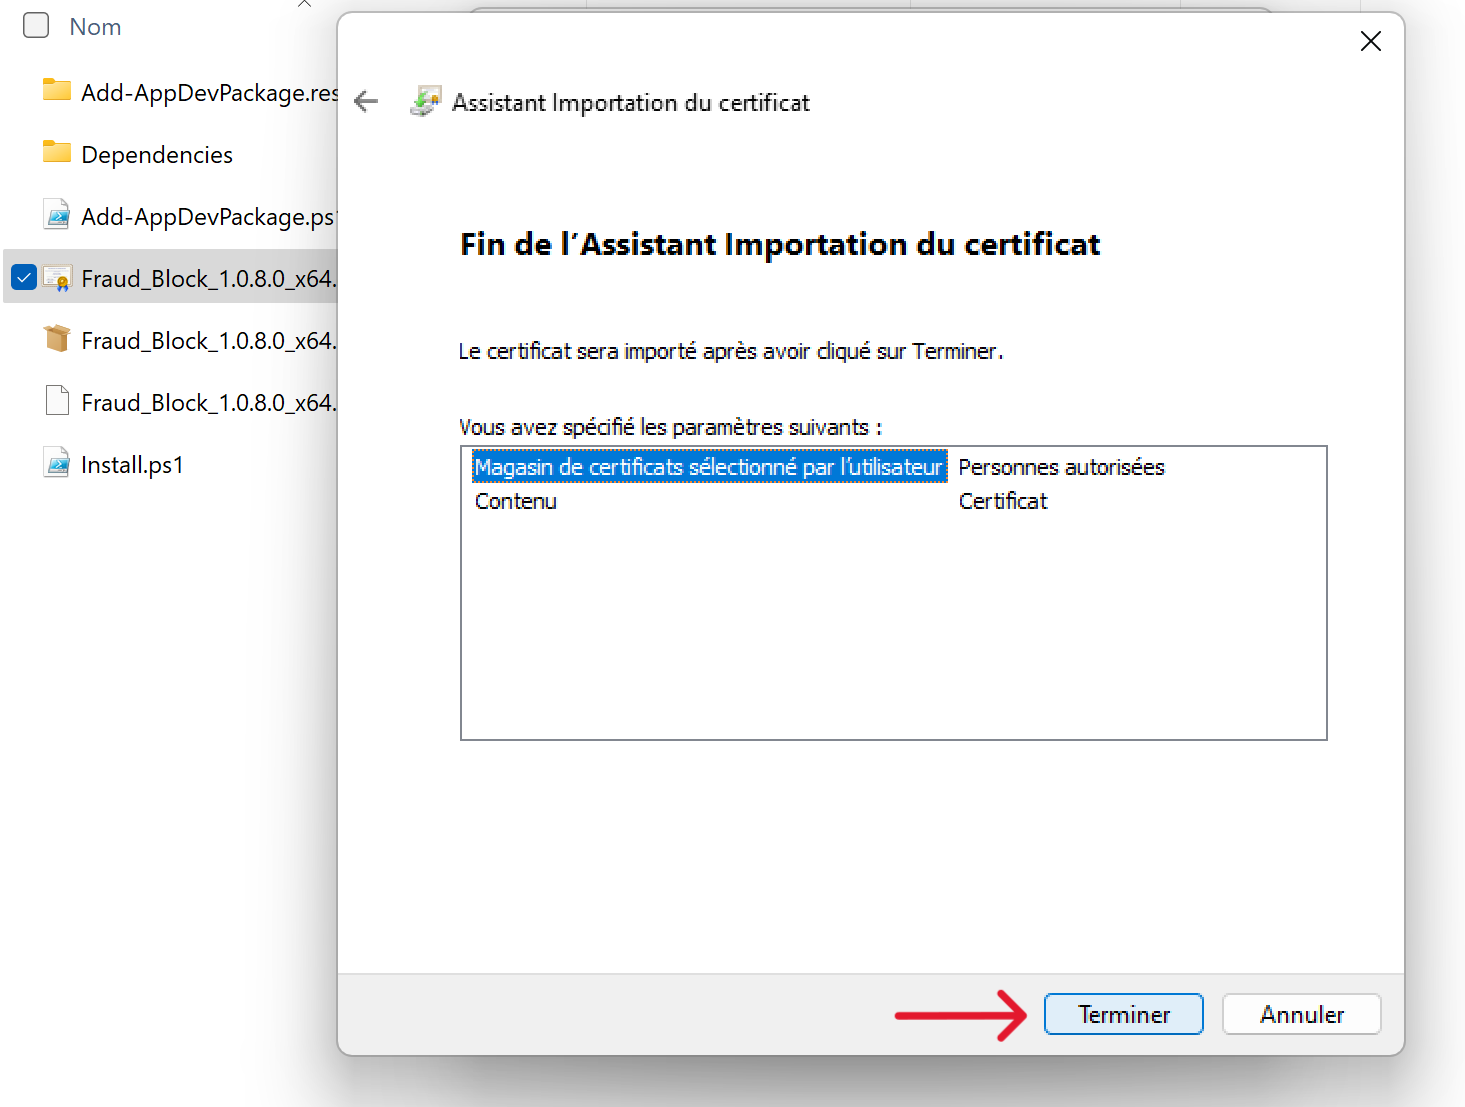 Nom
Add-AppDevPackage.res
Dependencies
Add-AppDevPackage.ps1
Fraud_Block_1.0.8.0_x64.
Fraud_Block_1.0.8.0_x64.
Fraud_Block_1.0.8.0_x64.
Install.ps1
Assistant Importation du certificat
Fin de l'Assistant Importation du certificat
Le certificat sera importé après avoir cliqué sur Terminer.
Vous avez spécifié les paramètres suivants :
Magasin de certificats sélectionné par l'utilisateur Personnes autorisées
Contenu Certificat
Terminer Annuler